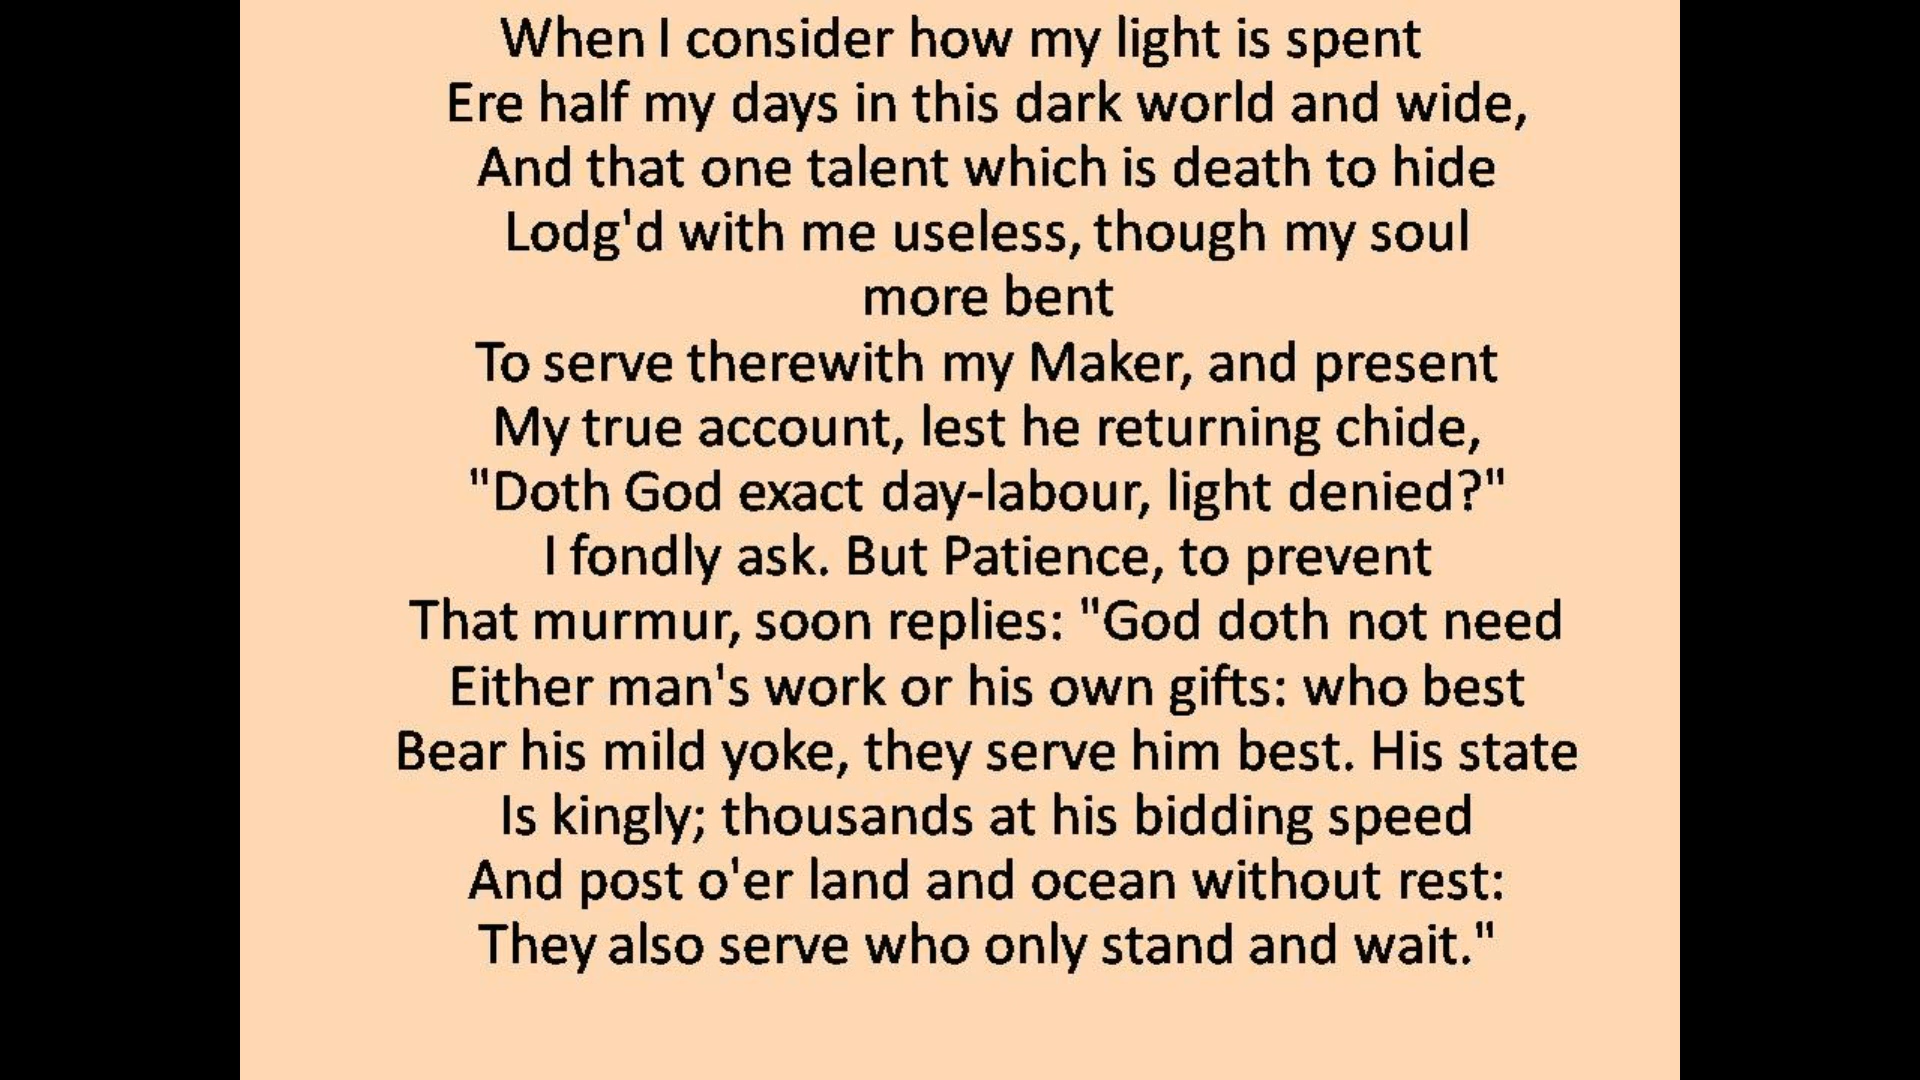 When I consider how my light is spent
Ere half my days in this dark world and wide,
And that one talent which is death to hide
Lodg'd with me useless, though my soul
more bent
To serve therewith my Maker, and present
My true account, lest he returning chide,
"Doth God exact day-labour, light denied?"
I fondly ask. But Patience, to prevent
That murmur, soon replies: "God doth not need
Either man's work or his own gifts: who best
Bear his mild yoke, they serve him best. His state
Is kingly; thousands at his bidding speed
And post o'er land and ocean without rest:
They also serve who only stand and wait."